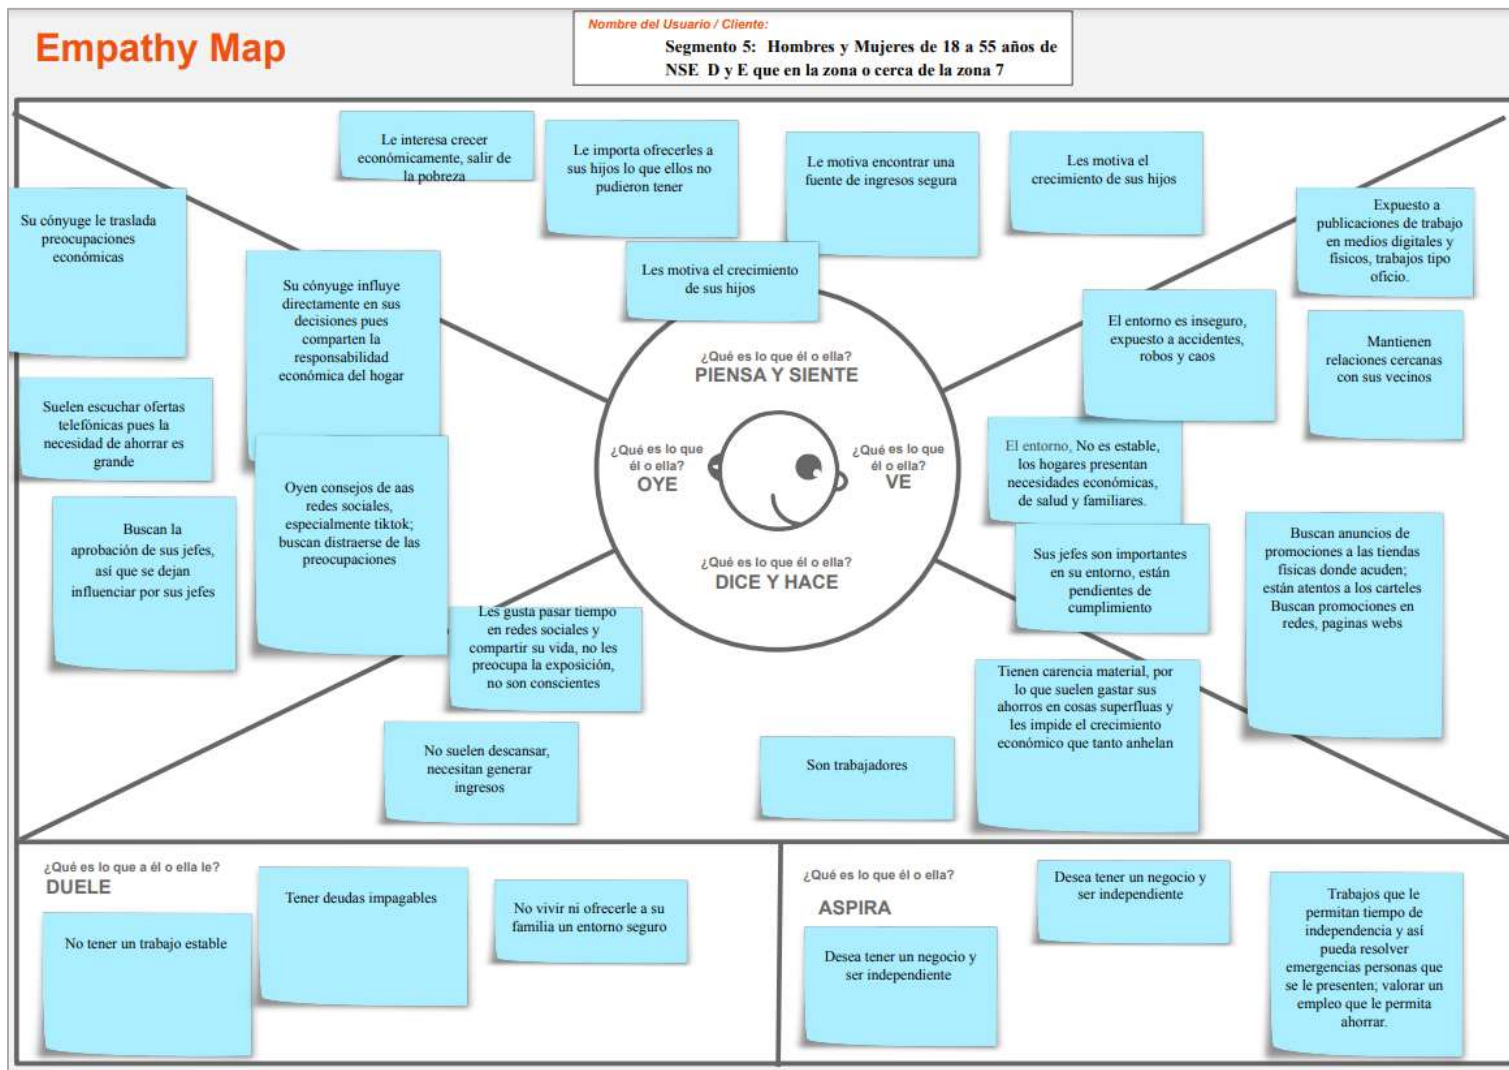 Empathy Map
Nombre del Usuario / Cliente:
Segmento 5: Hombres y Mujeres de 18 a 55 años de
NSE D y E que en la zona o cerca de la zona 7
Le interesa crecer
económicamente, salir de
la pobreza
Le importa ofrecerles a
sus hijos lo que ellos no
pudieron tener
Le motiva encontrar una
fuente de ingresos segura
Les motiva el
crecimiento de sus hijos
Les motiva el crecimiento
de sus hijos
Su cónyuge le traslada
preocupaciones
económicas
Su cónyuge influye
directamente en sus
decisiones pues
comparten la
responsabilidad
económica del hogar
Suelen escuchar ofertas
telefónicas pues la
necesidad de ahorrar es
grande
Oyen consejos de aas
redes sociales,
especialmente tiktok;
buscan distraerse de las
preocupaciones
Buscan la
aprobación de sus jefes,
así que se dejan
influenciar por sus jefes
¿Qué es lo que él o ella?
PIENSA Y SIENTE
¿Qué es lo que
él o ella?
OYE
¿Qué es lo que
él o ella?
VE
¿Qué es lo que él o ella?
DICE Y HACE
Expuesto a
publicaciones de trabajo
en medios digitales y
físicos, trabajos tipo
oficio.
El entorno es inseguro,
expuesto a accidentes,
robos y caos
Mantienen
relaciones cercanas
con sus vecinos
El entorno, No es estable,
los hogares presentan
necesidades económicas,
de salud y familiares.
Sus jefes son importantes
en su entorno, están
pendientes de
cumplimiento
Buscan anuncios de
promociones a las tiendas
físicas donde acuden;
están atentos a los carteles
Buscan promociones en
redes, paginas webs
Les gusta pasar tiempo
en redes sociales y
compartir su vida, no les
preocupa la exposición,
no son conscientes
No suelen descansar,
necesitan generar
ingresos
Son trabajadores
Tienen carencia material, por
lo que suelen gastar sus
ahorros en cosas superfluas y
les impide el crecimiento
económico que tanto anhelan
¿Qué es lo que a él o ella le?
DUELE
No tener un trabajo estable
Tener deudas impagables
No vivir ni ofrecerle a su
familia un entorno seguro
¿Qué es lo que él o ella?
ASPIRA
Desea tener un negocio y
ser independiente
Desea tener un negocio y
ser independiente
Trabajos que le
permitan tiempo de
independencia y así
pueda resolver
emergencias personas que
se le presenten; valorar un
empleo que le permita
ahorrar.